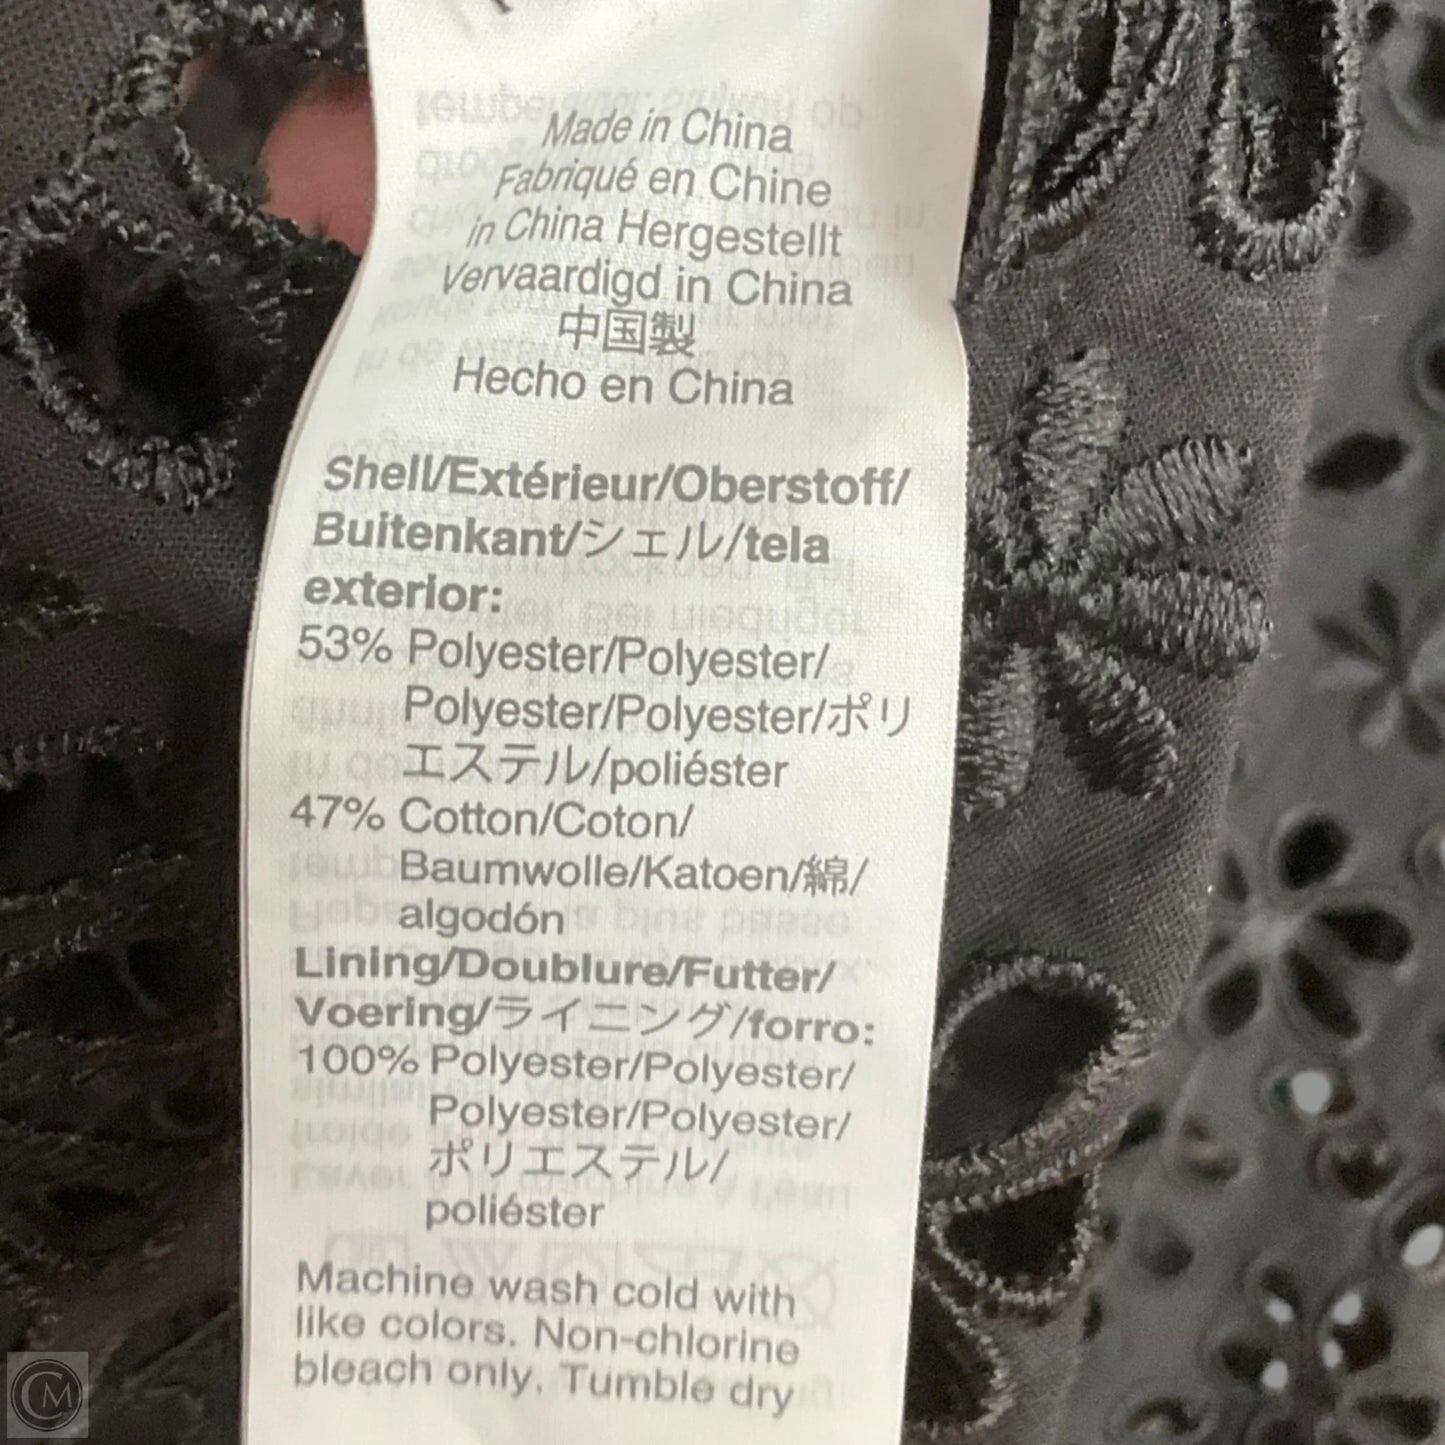 Made in China
Fabriqué en Chine
in China Hergestellt
Vervaardigd in China
中国製
Hecho en China
Shell/Extérieur/Oberstoff/
Buitenkant/シェル/tela
exterior:
53% Polyester/Polyester/
Polyester/Polyester/ポリ
エステル/poliéster
47% Cotton/Coton/
Baumwolle/Katoen/綿/
algodón
Lining/Doublure/Futter/
Voering/ライニング/forro:
100% Polyester/Polyester/
Polyester/Polyester/
ポリエステル/
poliéster
Machine wash cold with
like colors. Non-chlorine
bleach only. Tumble dry
CM